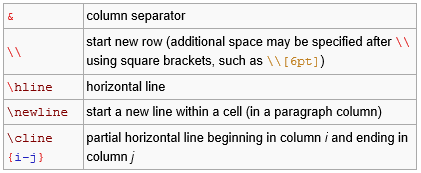 & column separator
\\ start new row (additional space may be specified after \\
using square brackets, such as \\[6pt])
\hline horizontal line
\newline start a new line within a cell (in a paragraph column)
\cline partial horizontal line beginning in column i and ending in
{i-j} column j